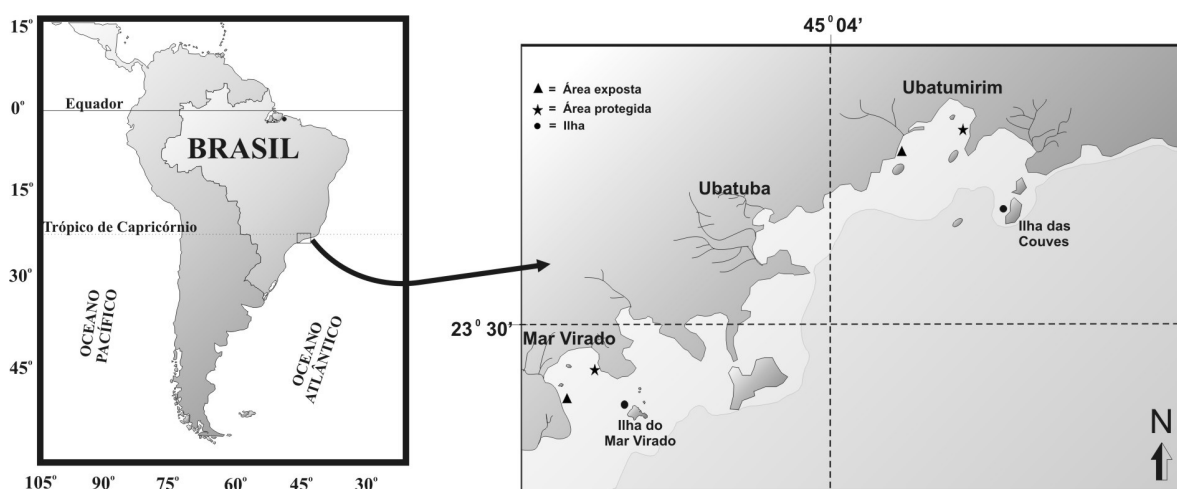 15°
0°
15°
30°
45°
105°
90°
75°
60°
45°
30°
Equador
BRASIL
Trópico de Capricórnio
OCEANO
PACÍFICO
OCEANO
ATLÂNTICO
45° 04’
▲ = Área exposta
★ = Área protegida
● = Ilha
Ubatumirim
Ubatuba
Ilha das
Couves
23° 30’
Mar Virado
Ilha do
Mar Virado
N